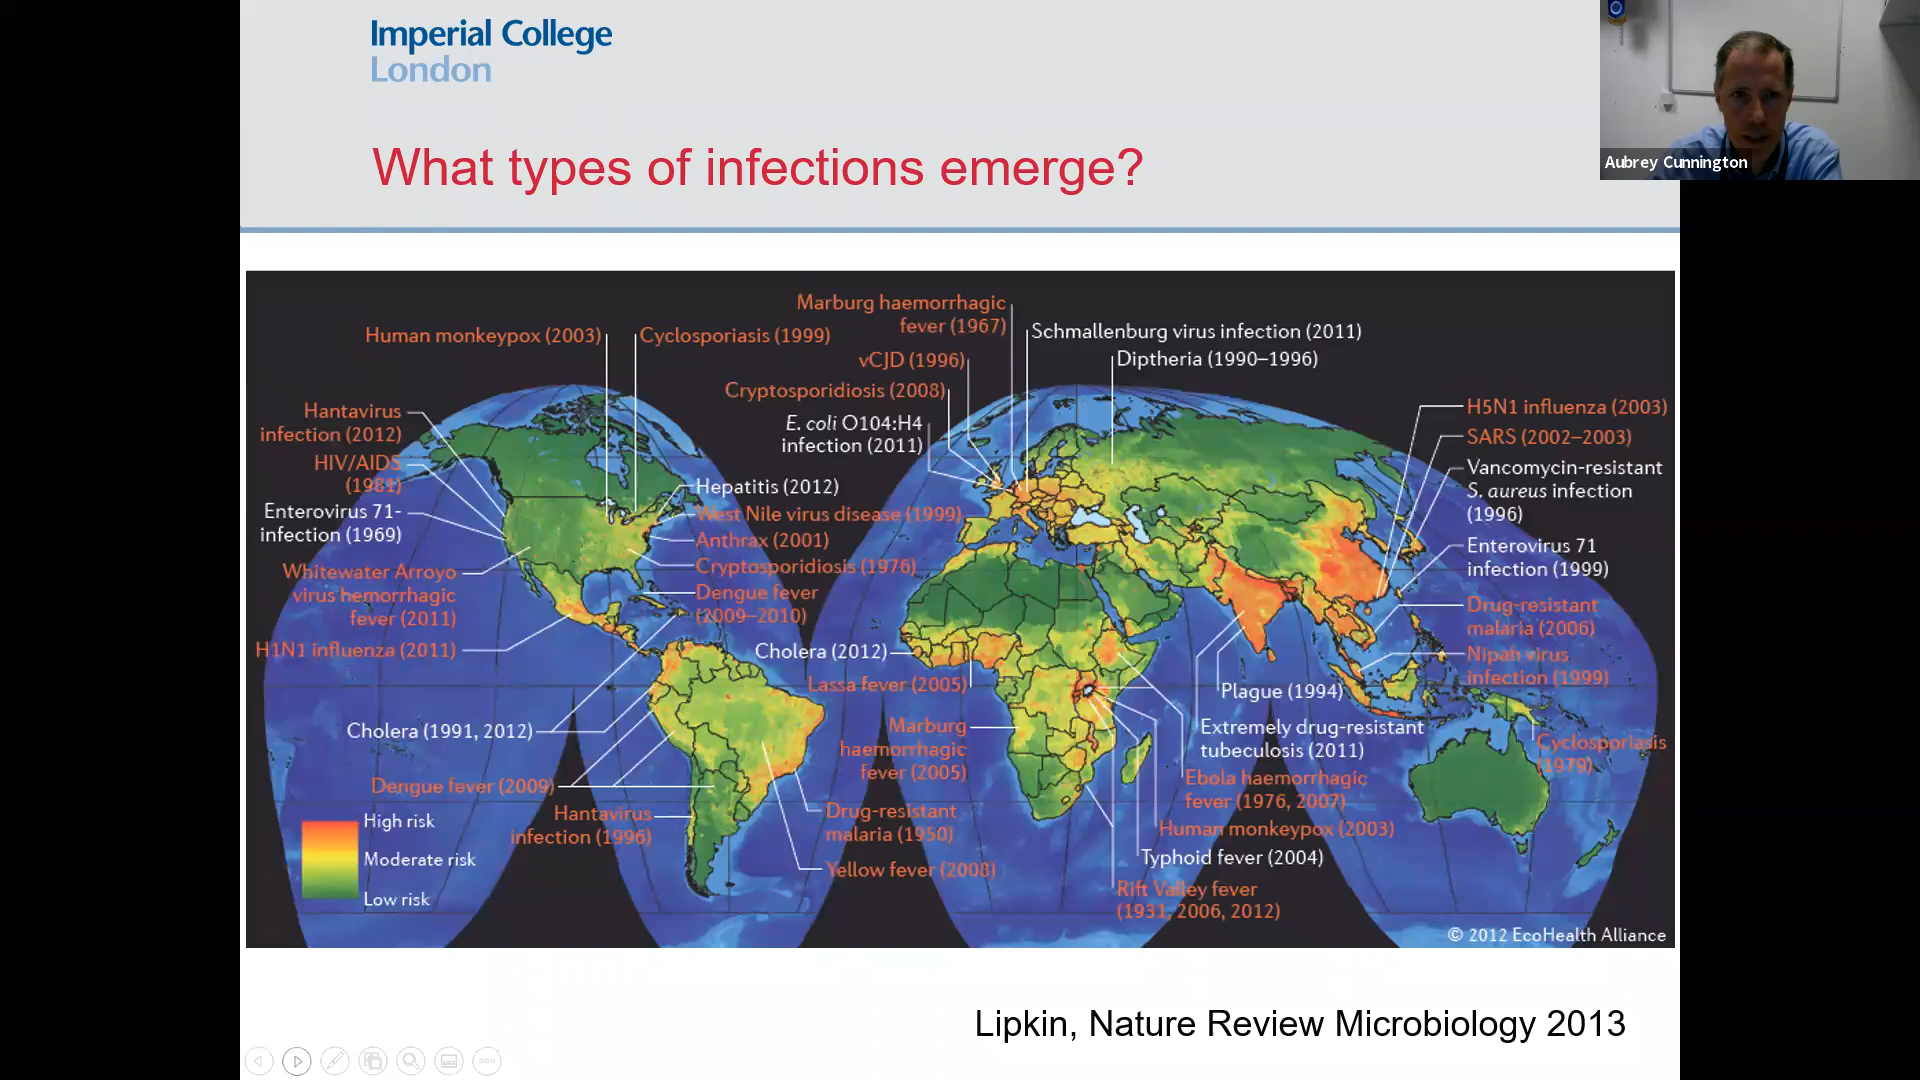 Imperial College
London
Aubrey Cunnington
What types of infections emerge?
Marburg haemorrhagic
fever (1967)
Human monkeypox (2003)
Cyclosporiasis (1999)
Schmallenburg virus infection (2011)
vCJD (1996)
Diptheria (1990–1996)
Cryptosporidiosis (2008)
E. coli O104:H4
infection (2011)
Hantavirus
infection (2012)
HIV/AIDS
(1981)
Enterovirus 71-
infection (1969)
Whitewater Arroyo
virus hemorrhagic
fever (2011)
H1N1 influenza (2011)
Hepatitis (2012)
West Nile virus disease (1999)
Anthrax (2001)
Cryptosporidiosis (1976)
Dengue fever
(2009–2010)
Cholera (2012)
Lassa fever (2005)
Marburg
haemorrhagic
fever (2005)
Cholera (1991, 2012)
Dengue fever (2009)
Hantavirus
infection (1996)
Drug-resistant
malaria (1950)
Yellow fever (2008)
H5N1 influenza (2003)
SARS (2002–2003)
Vancomycin-resistant
S. aureus infection
(1996)
Enterovirus 71
infection (1999)
Drug-resistant
malaria (2006)
Nipah virus
infection (1999)
Plague (1994)
Extremely drug-resistant
tubeculosis (2011)
Cyclosporiasis
(1979)
Ebola haemorrhagic
fever (1976, 2007)
Human monkeypox (2003)
Typhoid fever (2004)
Rift Valley fever
(1931, 2006, 2012)
High risk
Moderate risk
Low risk
© 2012 EcoHealth Alliance
Lipkin, Nature Review Microbiology 2013